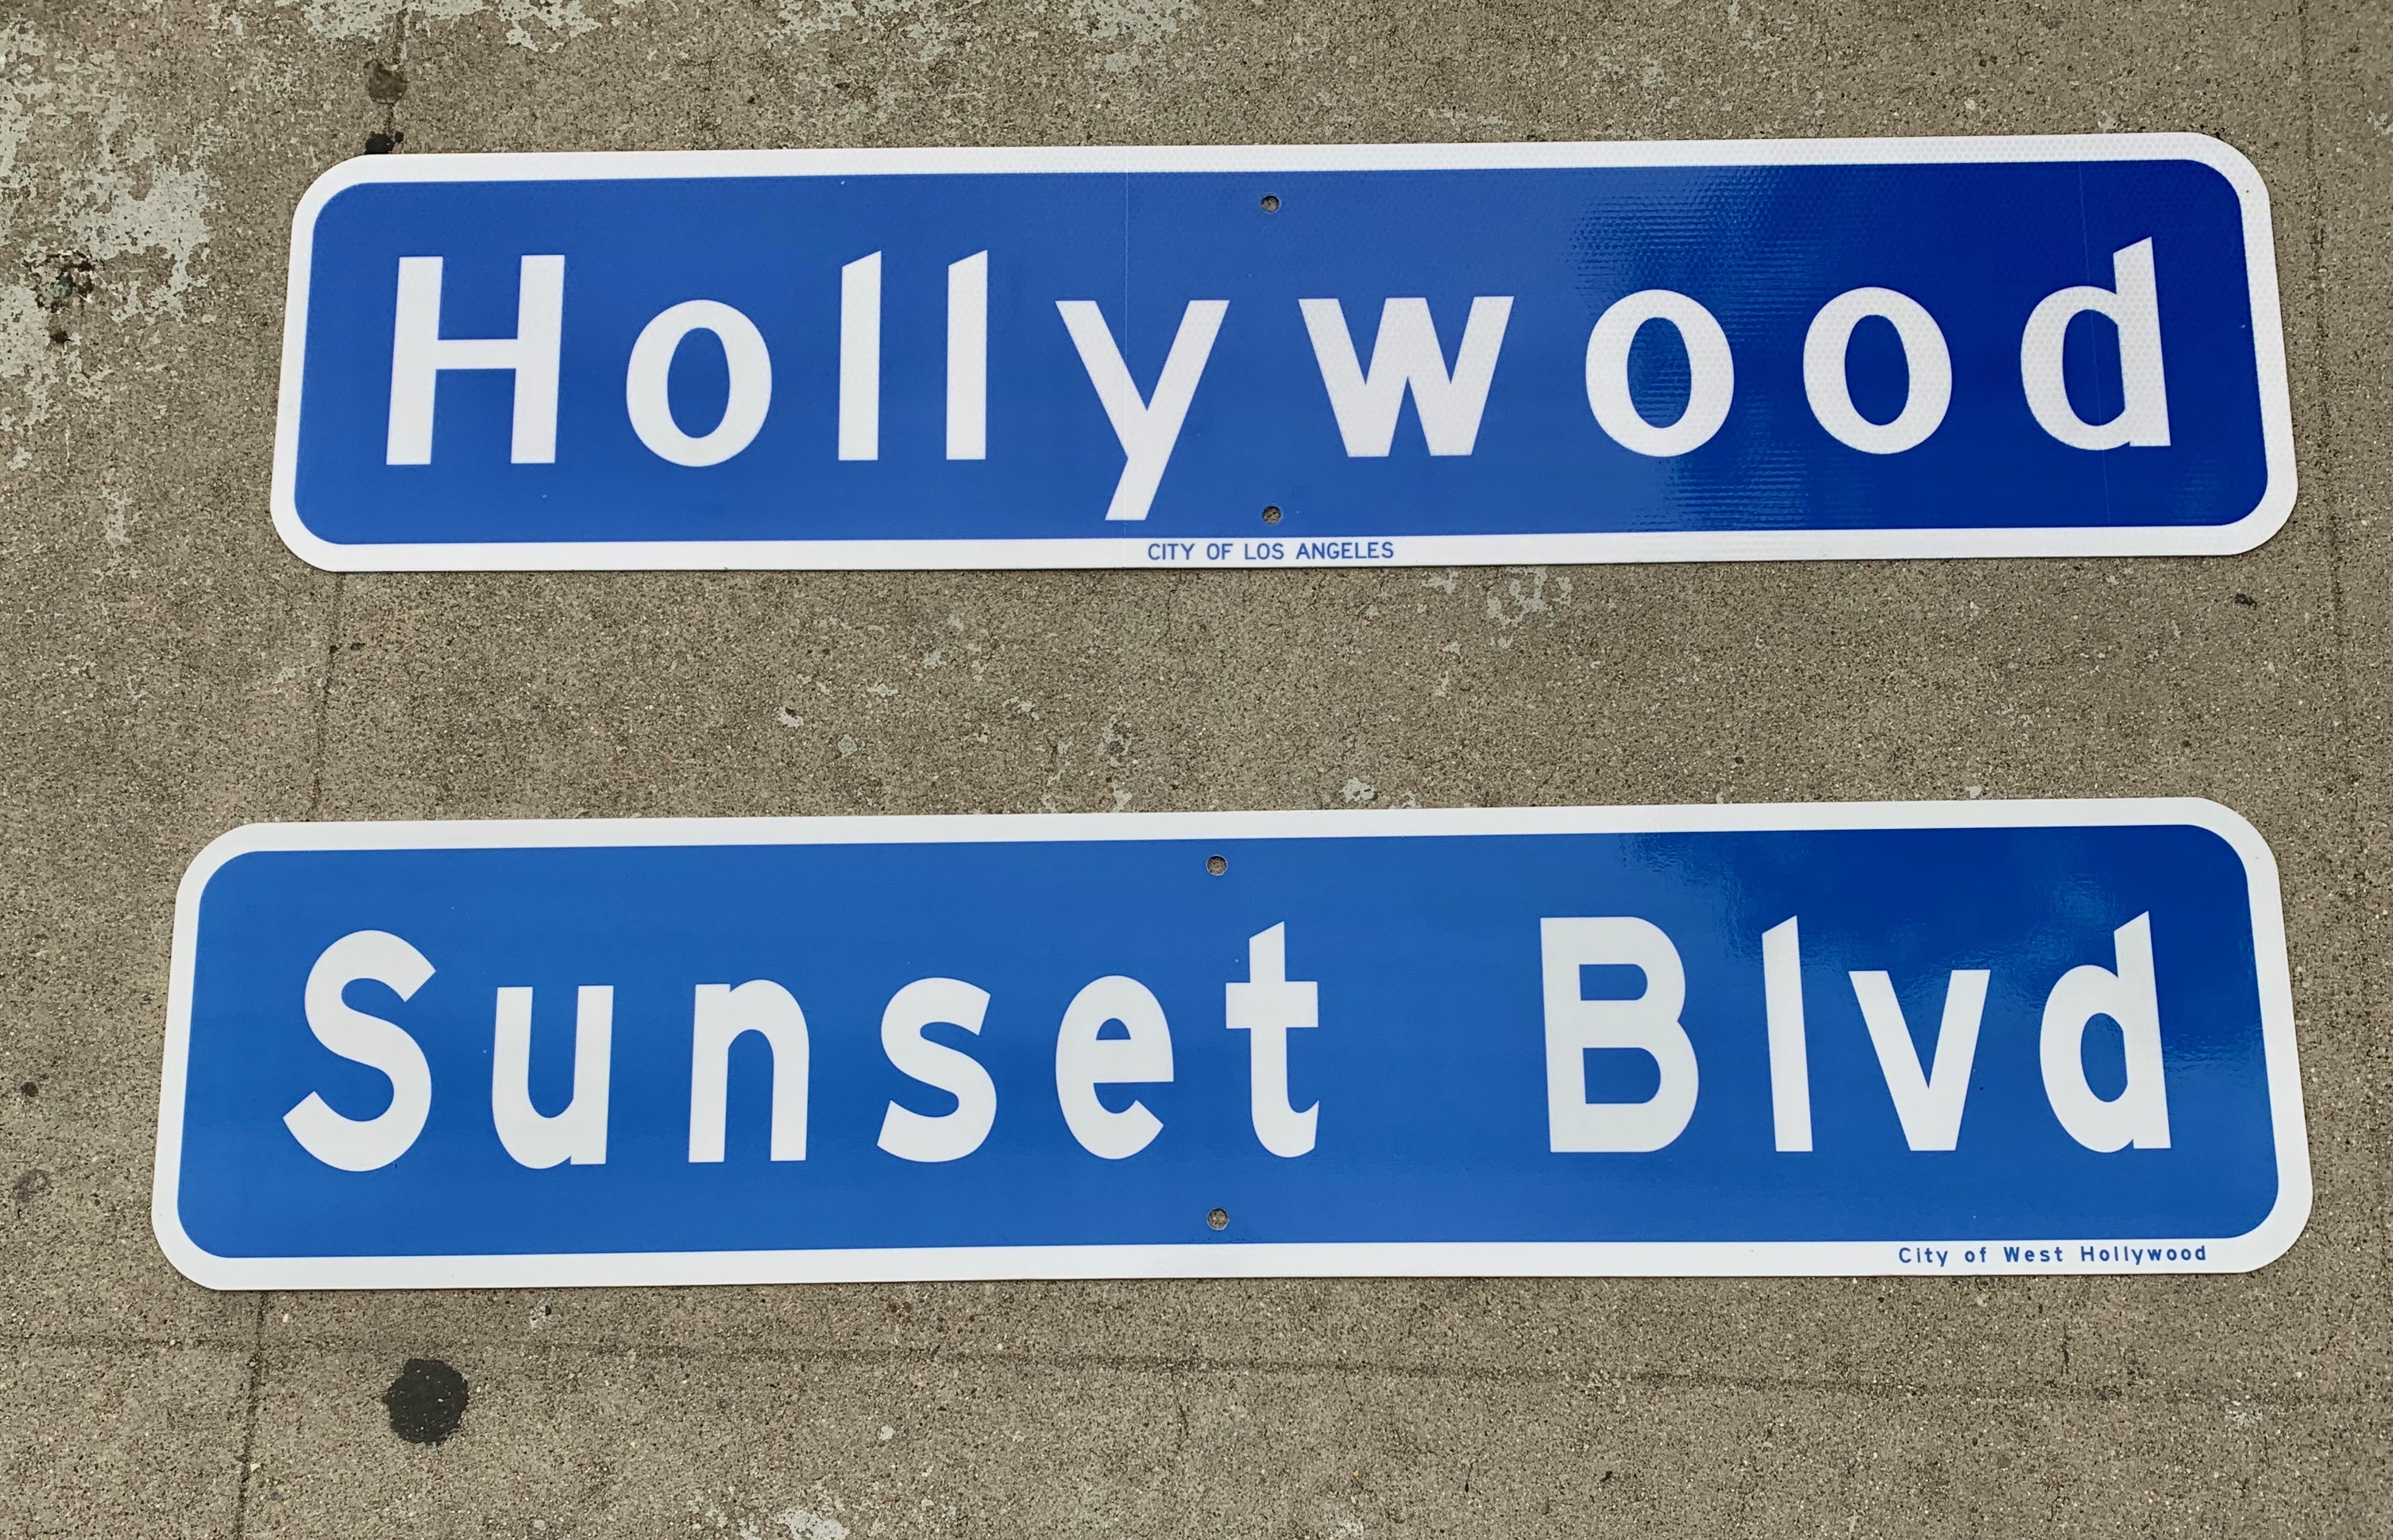 Hollywood
CITY OF LOS ANGELES
Sunset Blvd
City of West Hollywood